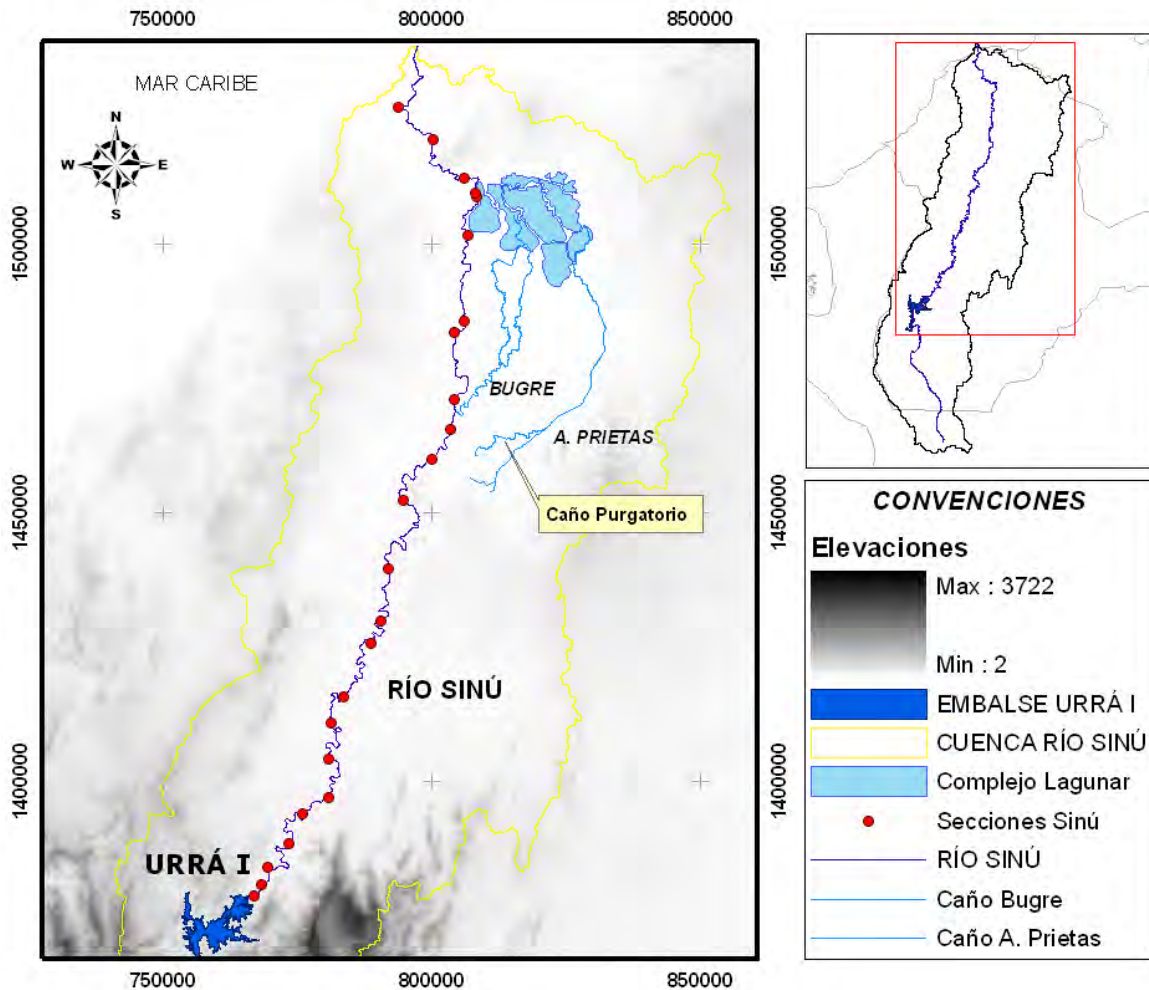 750000 800000 850000
MAR CARIBE
N
W E
S
1500000 1500000
BUGRE
A. PRIETAS
Caño Purgatorio
1450000 1450000
RÍO SINÚ
1400000 1400000
URRÁ I
750000 800000 850000
CONVENCIONES
Elevaciones
Max : 3722
Min : 2
EMBALSE URRÁ I
CUENCA RÍO SINÚ
Complejo Lagunar
Secciones Sinú
RÍO SINÚ
Caño Bugre
Caño A. Prietas